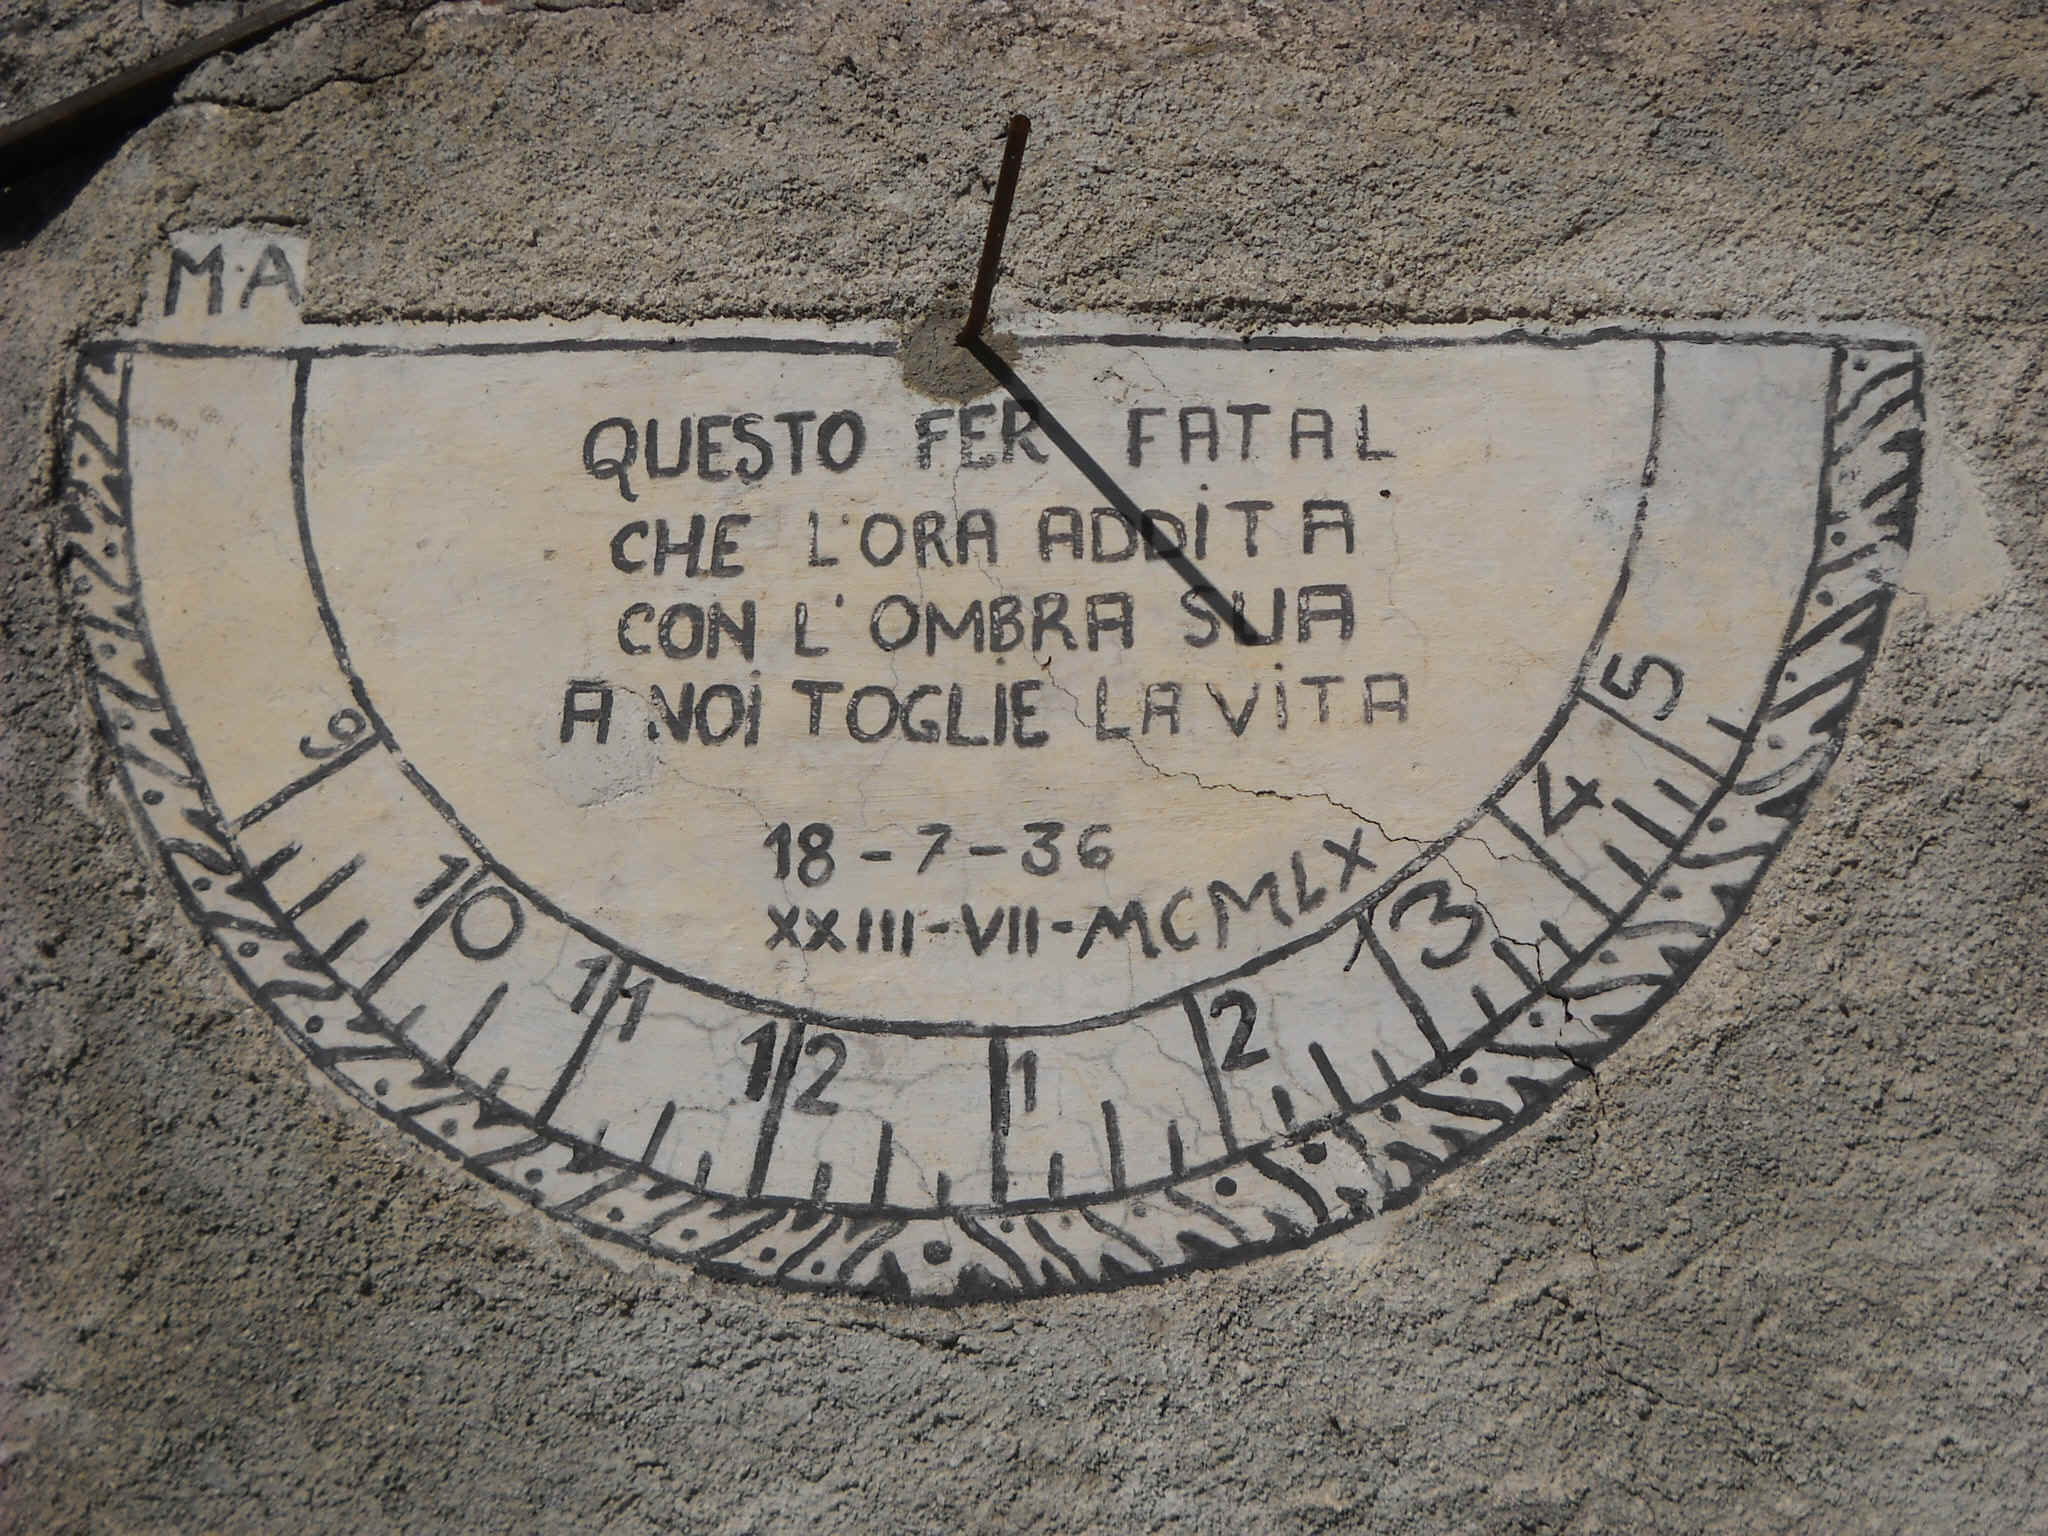 M.A
QUESTO FER FATAL
CHE L'ORA ADDITA
CON L'OMBRA SUA
A NOI TOGLIE LA VITA
18-7-36
XXIII-VII-MCMLX
9 10 11 12 1 2 3 4 5